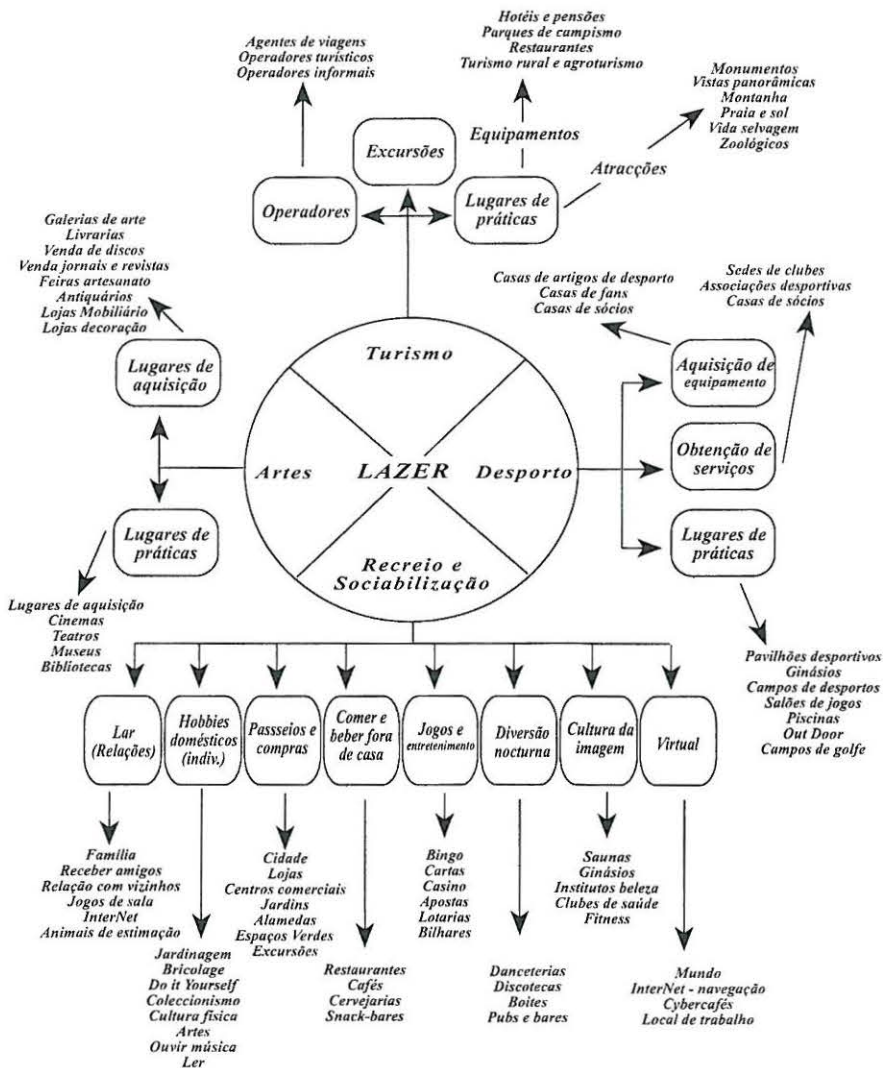 Hotéis e pensões
Parques de campismo
Restaurantes
Turismo rural e agroturismo
Agentes de viagens
Operadores turísticos
Operadores informais
Monumentos
Vistas panorâmicas
Montanha
Praia e sol
Vida selvagem
Zoológicos
Equipamentos
Excursões
Atracções
Operadores
Lugares de
práticas
Galerias de arte
Livrarias
Venda de discos
Venda jornais e revistas
Feiras artesanato
Antiquários
Lojas Mobiliário
Lojas decoração
Casas de artigos de desporto
Casas de fans
Casas de sócios
Sedes de clubes
Associações desportivas
Casas de sócios
Lugares de
aquisição
Turismo
Aquisição de
equipamento
Artes
LAZER
Desporto
Obtenção de
serviços
Lugares de
práticas
Recreio e
Sociabilização
Lugares de
práticas
Lugares de aquisição
Cinemas
Teatros
Museus
Bibliotecas
Pavilhões desportivos
Ginásios
Campos de desportos
Salões de jogos
Piscinas
Out Door
Campos de golfe
Lar
(Relações)
Hobbies
domésticos
(indiv.)
Passseios e
compras
Comer e
beber fora
de casa
Jogos e
entretenimento
Diversão
nocturna
Cultura da
imagem
Virtual
Família
Receber amigos
Relação com vizinhos
Jogos de sala
InterNet
Animais de estimação
Jardinagem
Bricolage
Do it Yourself
Coleccionismo
Cultura física
Artes
Ouvir música
Ler
Cidade
Lojas
Centros comerciais
Jardins
Alamedas
Espaços Verdes
Excursões
Restaurantes
Cafés
Cervejarias
Snack-bares
Bingo
Cartas
Casino
Apostas
Lotarias
Bilhares
Danceterias
Discotecas
Boites
Pubs e bares
Saunas
Ginásios
Institutos beleza
Clubes de saúde
Fitness
Mundo
InterNet - navegação
Cybercafés
Local de trabalho